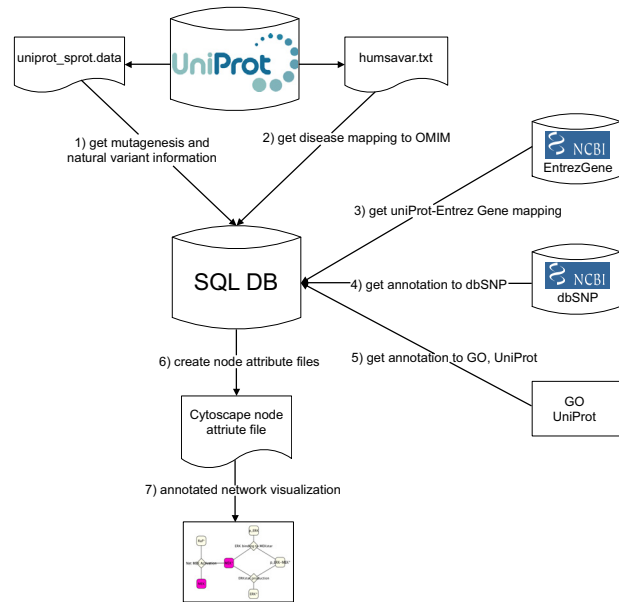 uniprot_sprot.data
UniProt
humsavar.txt
1) get mutagenesis and
natural variant information
2) get disease mapping to OMIM
NCBI
EntrezGene
3) get uniProt-Entrez Gene mapping
SQL DB
NCBI
dbSNP
4) get annotation to dbSNP
5) get annotation to GO, UniProt
6) create node attribute files
GO
UniProt
Cytoscape node
attriute file
7) annotated network visualization